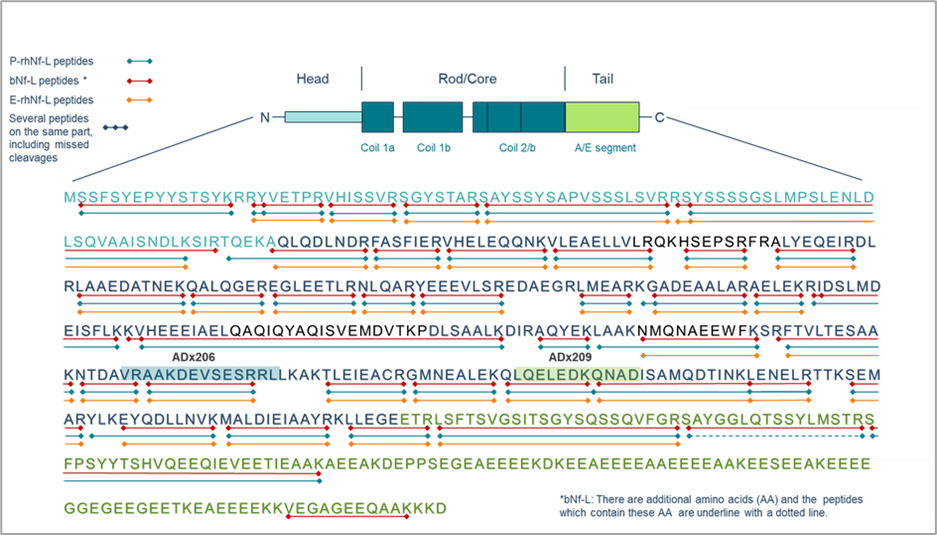 P-rhNf-L peptides
bNf-L peptides *
E-rhNf-L peptides
Several peptides
on the same part,
including missed
cleavages
Head
Rod/Core
Tail
N
C
Coil 1a
Coil 1b
Coil 2/b
A/E segment
MSSFSYEPYYSTSYKRRYVETPRVHISSVRSGYSTARSAYSSYSAPVSSSLSVRRSYSSSSGSLMPSLENLD
LSQVAAISNDLKSIRTQEKAQLQDLNDRFASFIERVHELEQQNKVLEAELLVLRQKHSEPSRFRALYEQEIRDL
RLAAEDATNEKQALQGEREGLEETLRNLQARYEEEVLSREDAEGRLMEARKGADEAALARAELEKRIDSLMD
EISFLKKVHEEEIAELQAQIQYAQISVEMDVTKPDLSAALKDIRAQYEKLAAKNMQNAEEWFKSRFTVLTESAA
ADx206
ADx209
KNTDAVRAAKDEVSESRRLLKAKTLEIEACRGMNEALEKQLQELEDKQNADISAMQDTINKLENELRTTKSEM
ARYLKEYQDLLNVKMALDIEIAAYRKLLEGEETRLSFTSVGSITSGYSQSSQVFGRSAYGGLQTSSYLMSTRS
FPSYYTSHVQEEQIEVEETIEAAKAEEAKDEPPSEGEAEEEEKDKEEAEEEEAAEEEEAAKEESEEAKEEEE
GGEGEEGEETKEAEEEEKKVEGAGEEQAAKKKD
*bNf-L: There are additional amino acids (AA) and the peptides
which contain these AA are underline with a dotted line.